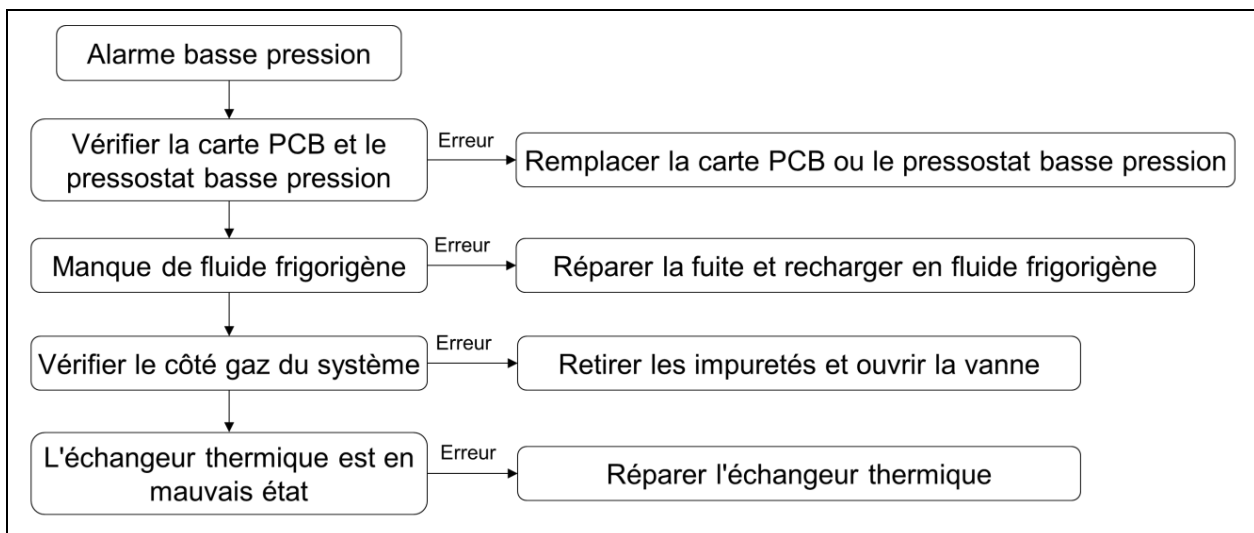 Alarme basse pression
Vérifier la carte PCB et le
pressostat basse pression
Erreur
Remplacer la carte PCB ou le pressostat basse pression
Manque de fluide frigorigène
Erreur
Réparer la fuite et recharger en fluide frigorigène
Vérifier le côté gaz du système
Erreur
Retirer les impuretés et ouvrir la vanne
L'échangeur thermique est en
mauvais état
Erreur
Réparer l'échangeur thermique